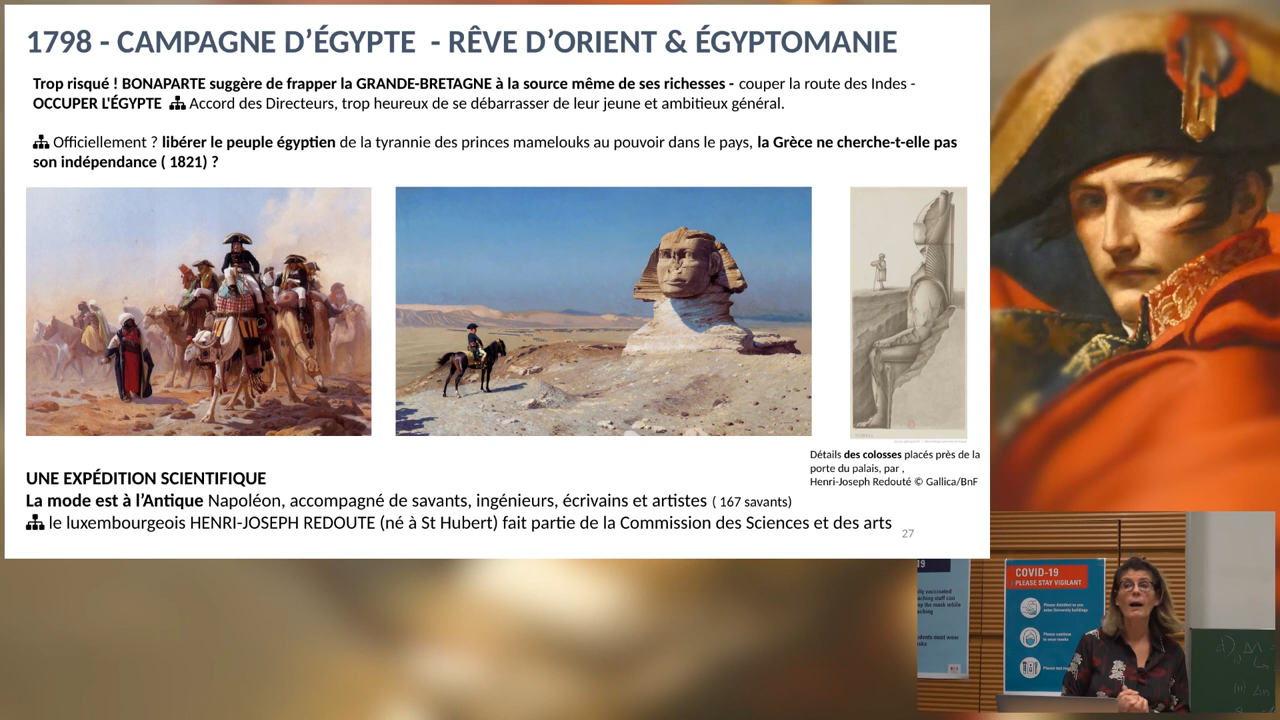 1798 - CAMPAGNE D’ÉGYPTE - RÊVE D’ORIENT & ÉGYPTOMANIE
Trop risqué ! BONAPARTE suggère de frapper la GRANDE-BRETAGNE à la source même de ses richesses - couper la route des Indes -
OCCUPER L'ÉGYPTE Accord des Directeurs, trop heureux de se débarrasser de leur jeune et ambitieux général.
Officiellement ? libérer le peuple égyptien de la tyrannie des princes mamelouks au pouvoir dans le pays, la Grèce ne cherche-t-elle pas
son indépendance ( 1821) ?
Détails des colosses placés près de la
porte du palais, par ,
Henri-Joseph Redouté © Gallica/BnF
UNE EXPÉDITION SCIENTIFIQUE
La mode est à l’Antique Napoléon, accompagné de savants, ingénieurs, écrivains et artistes ( 167 savants)
le luxembourgeois HENRI-JOSEPH REDOUTE (né à St Hubert) fait partie de la Commission des Sciences et des arts
27
19
COVID-19
PLEASE STAY VIGILANT